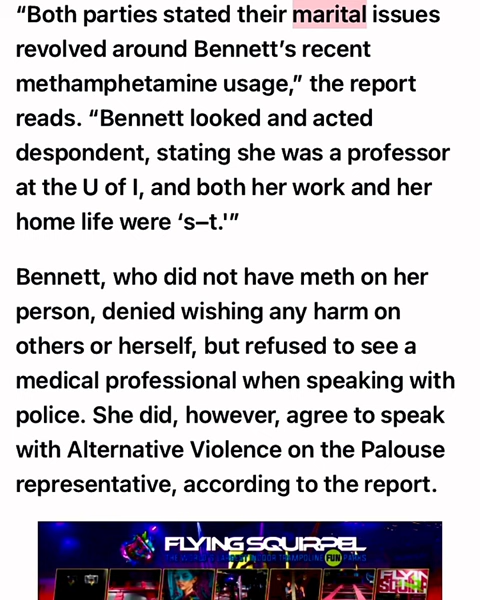 “Both parties stated their marital issues
revolved around Bennett’s recent
methamphetamine usage,” the report
reads. “Bennett looked and acted
despondent, stating she was a professor
at the U of I, and both her work and her
home life were ‘s–t.'”
Bennett, who did not have meth on her
person, denied wishing any harm on
others or herself, but refused to see a
medical professional when speaking with
police. She did, however, agree to speak
with Alternative Violence on the Palouse
representative, according to the report.
FLYING SQUIRREL
TRAMPOLINE FUN PARKS